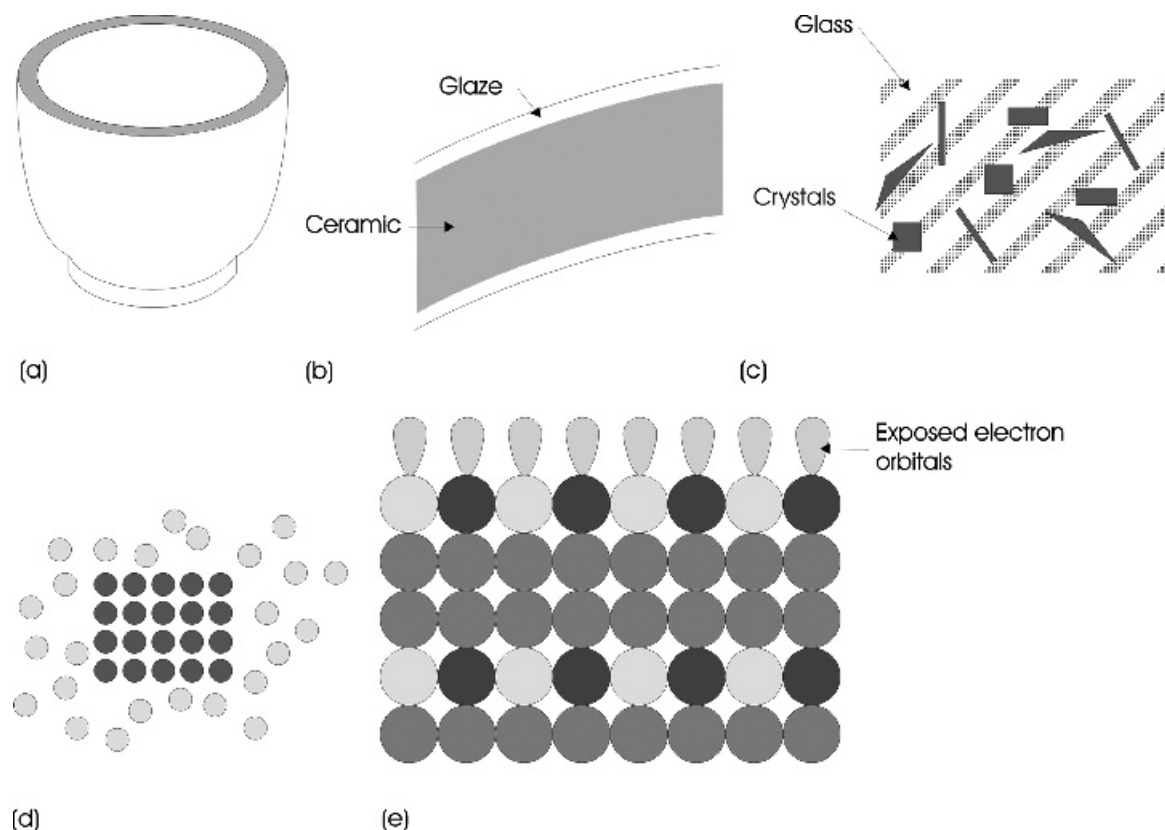 Glass
Glaze
Ceramic
Crystals
(a)
(b)
(c)
Exposed electron
orbitals
(d)
(e)